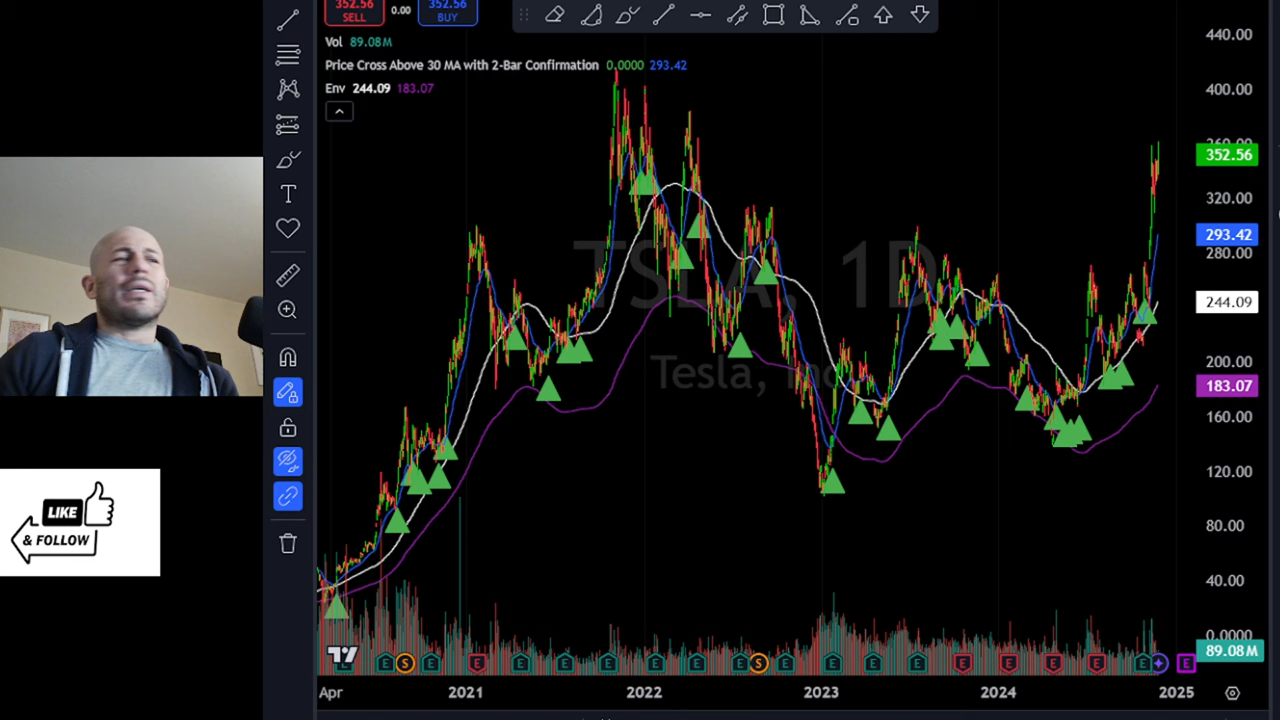 352.56
SELL
0.00
352.56
BUY
Vol 89.08M
Price Cross Above 30 MA with 2-Bar Confirmation 0.0000 293.42
Env 244.09 183.07
TSLA, 1D
Tesla, Inc
440.00
400.00
360.00
352.56
320.00
293.42
280.00
244.09
200.00
183.07
160.00
120.00
80.00
40.00
0.0000
89.08M
LIKE
& FOLLOW
E S E E E E E E E E S E E E E E E E E E E
Apr 2021 2022 2023 2024 2025